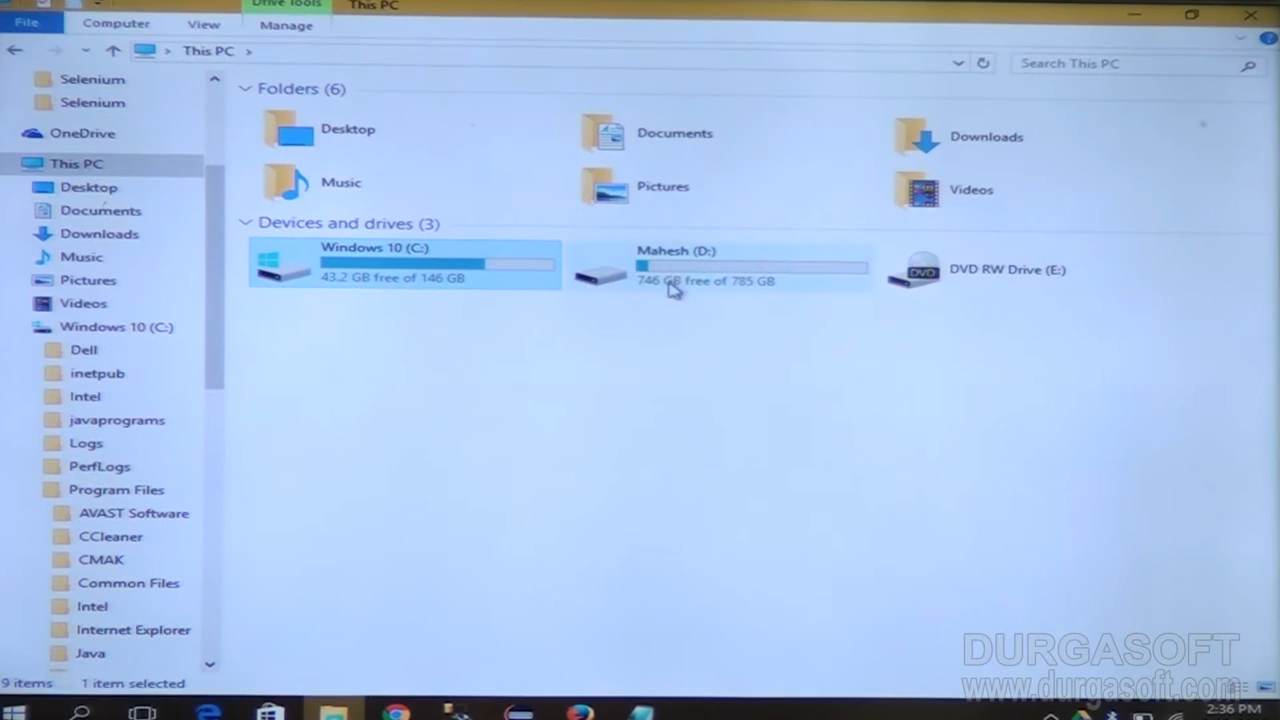 Drive Tools
This PC
File
Computer
View
Manage
This PC
Search This PC
Selenium
Selenium
OneDrive
This PC
Desktop
Documents
Downloads
Music
Pictures
Videos
Windows 10 (C:)
Dell
inetpub
Intel
javaprograms
Logs
PerfLogs
Program Files
AVAST Software
CCleaner
CMAK
Common Files
Intel
Internet Explorer
Java
Folders (6)
Desktop
Documents
Downloads
Music
Pictures
Videos
Devices and drives (3)
Windows 10 (C:)
43.2 GB free of 146 GB
Mahesh (D:)
746 GB free of 785 GB
DVD
DVD RW Drive (E:)
9 items
1 item selected
DURGASOFT
www.durgasoft.com
2:36 PM